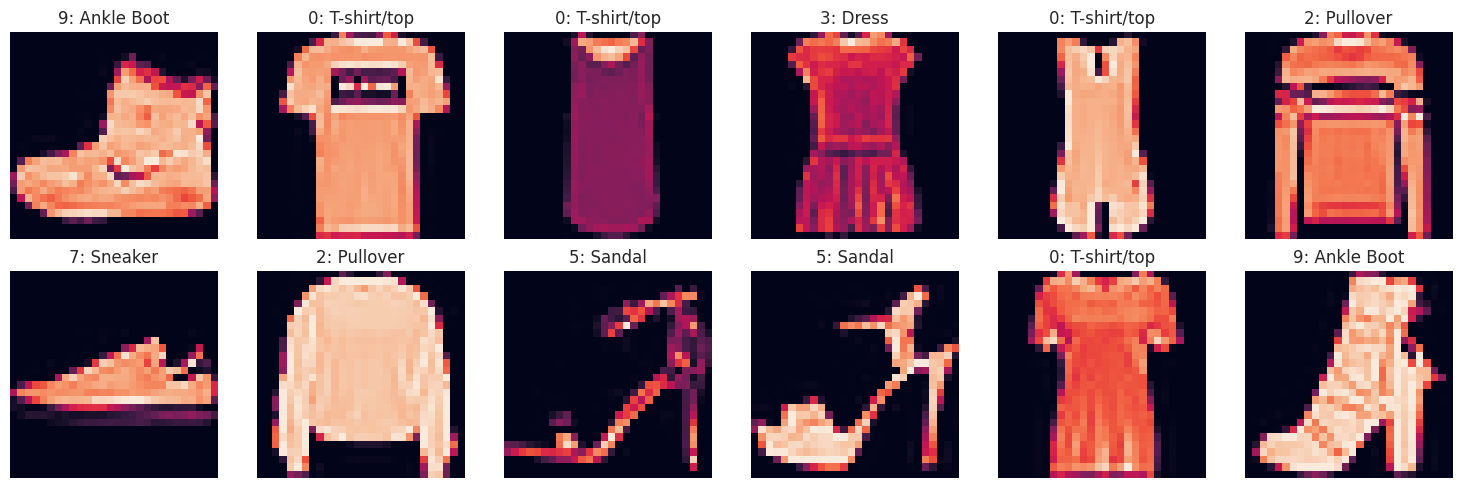 9: Ankle Boot
0: T-shirt/top
0: T-shirt/top
3: Dress
0: T-shirt/top
2: Pullover
7: Sneaker
2: Pullover
5: Sandal
5: Sandal
0: T-shirt/top
9: Ankle Boot